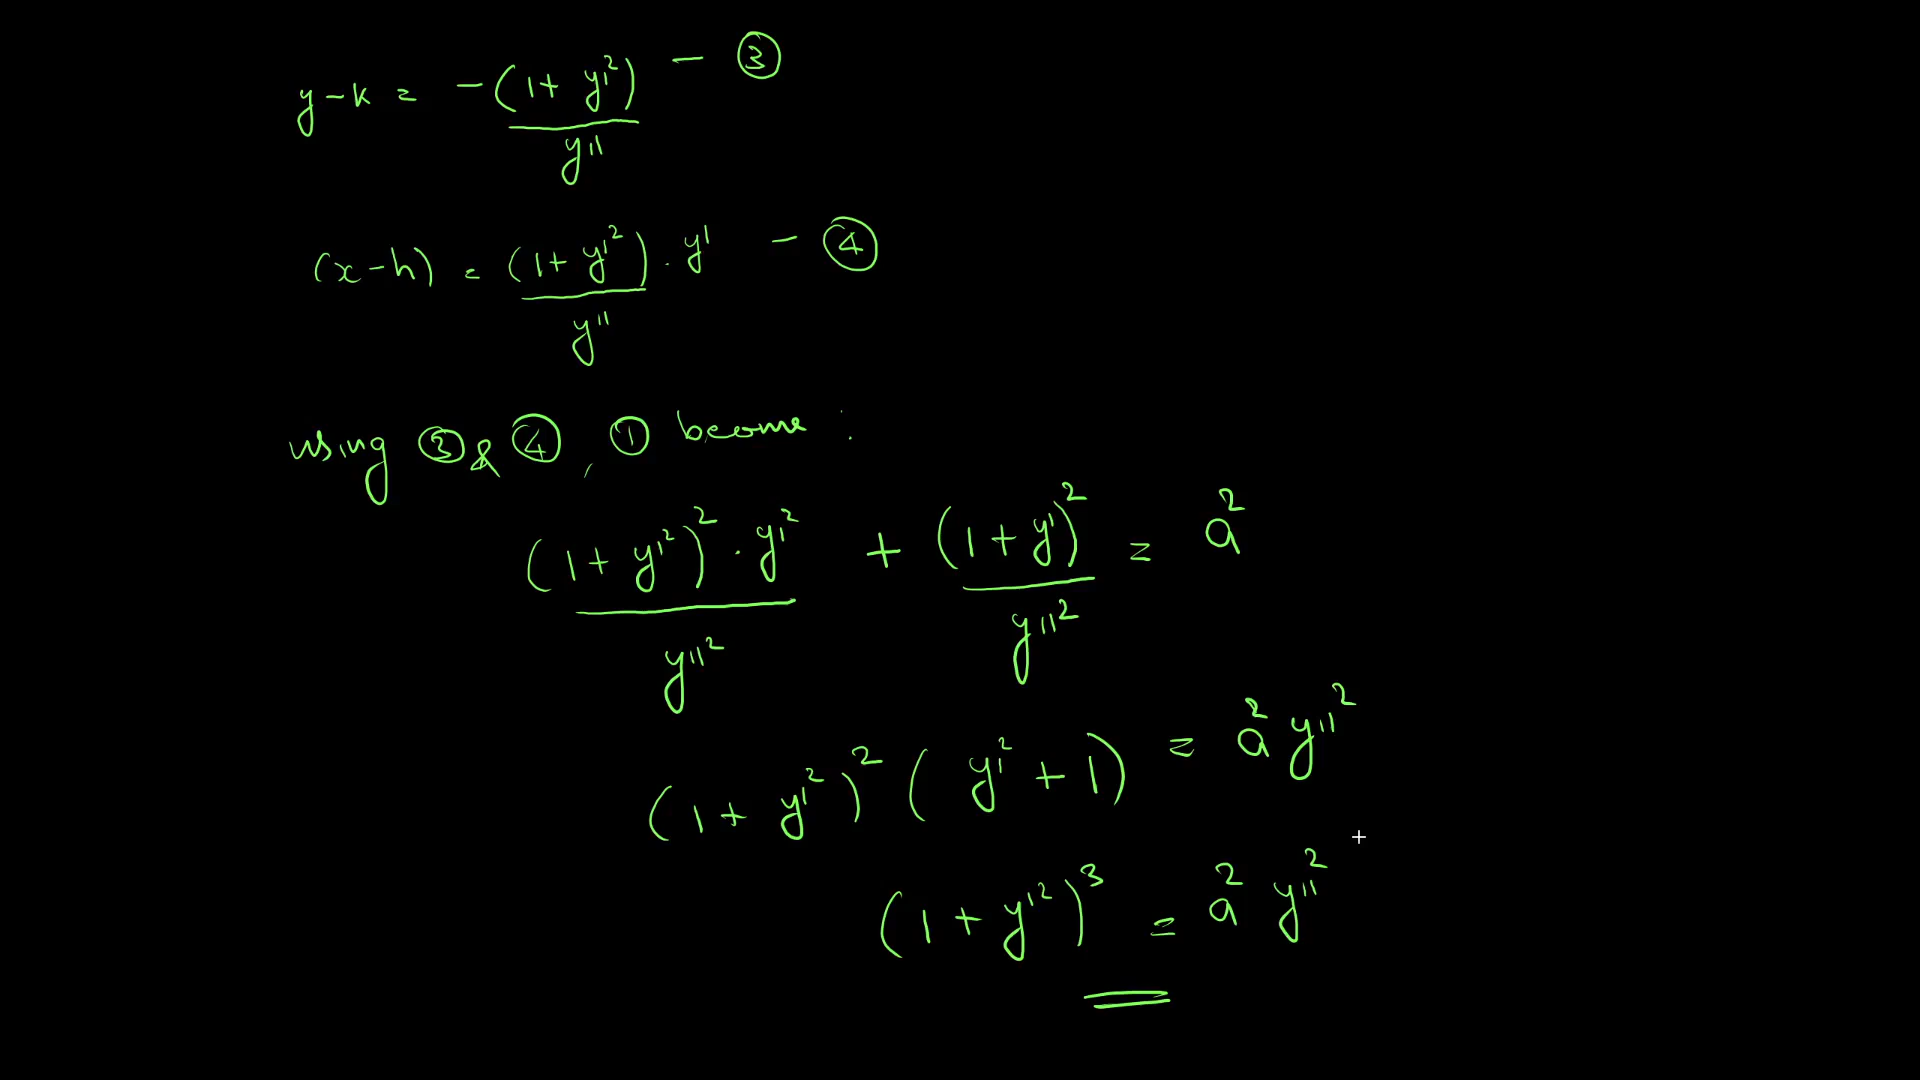 y-k = -(1+y'²)/y'' - ③
(x-h) = (1+y'²)/y'' . y' - ④
using ③ & ④, ① become :
(1+y'²)² . y'²/y''² + (1+y')²/y''² = a²
(1+y'²)² (y'²+1) = a² y''²
(1+y'²)³ = a² y''²